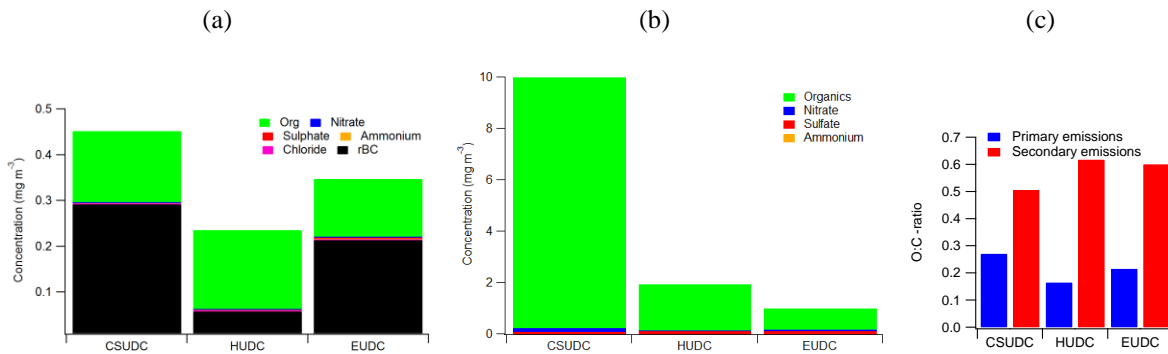 (a)
(b)
(c)
Concentration (mg m⁻³)
0.5
0.4
0.3
0.2
0.1
Org Nitrate
Sulphate Ammonium
Chloride rBC
CSUDC HUDC EUDC
Concentration (mg m⁻³)
10
8
6
4
2
0
Organics
Nitrate
Sulfate
Ammonium
CSUDC HUDC EUDC
O:C -ratio
0.7
0.6
0.5
0.4
0.3
0.2
0.1
0.0
Primary emissions
Secondary emissions
CSUDC HUDC EUDC